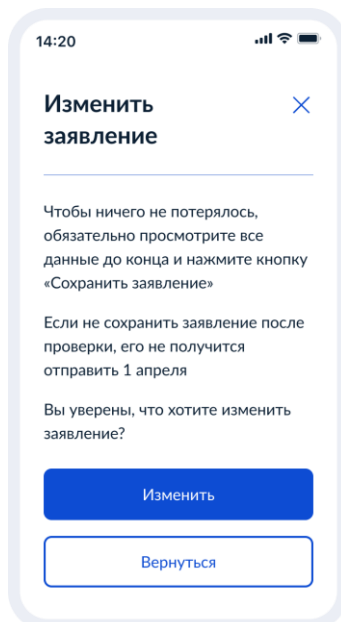 14:20
Изменить
заявление
Чтобы ничего не потерялось,
обязательно просмотрите все
данные до конца и нажмите кнопку
«Сохранить заявление»
Если не сохранить заявление после
проверки, его не получится
отправить 1 апреля
Вы уверены, что хотите изменить
заявление?
Изменить
Вернуться